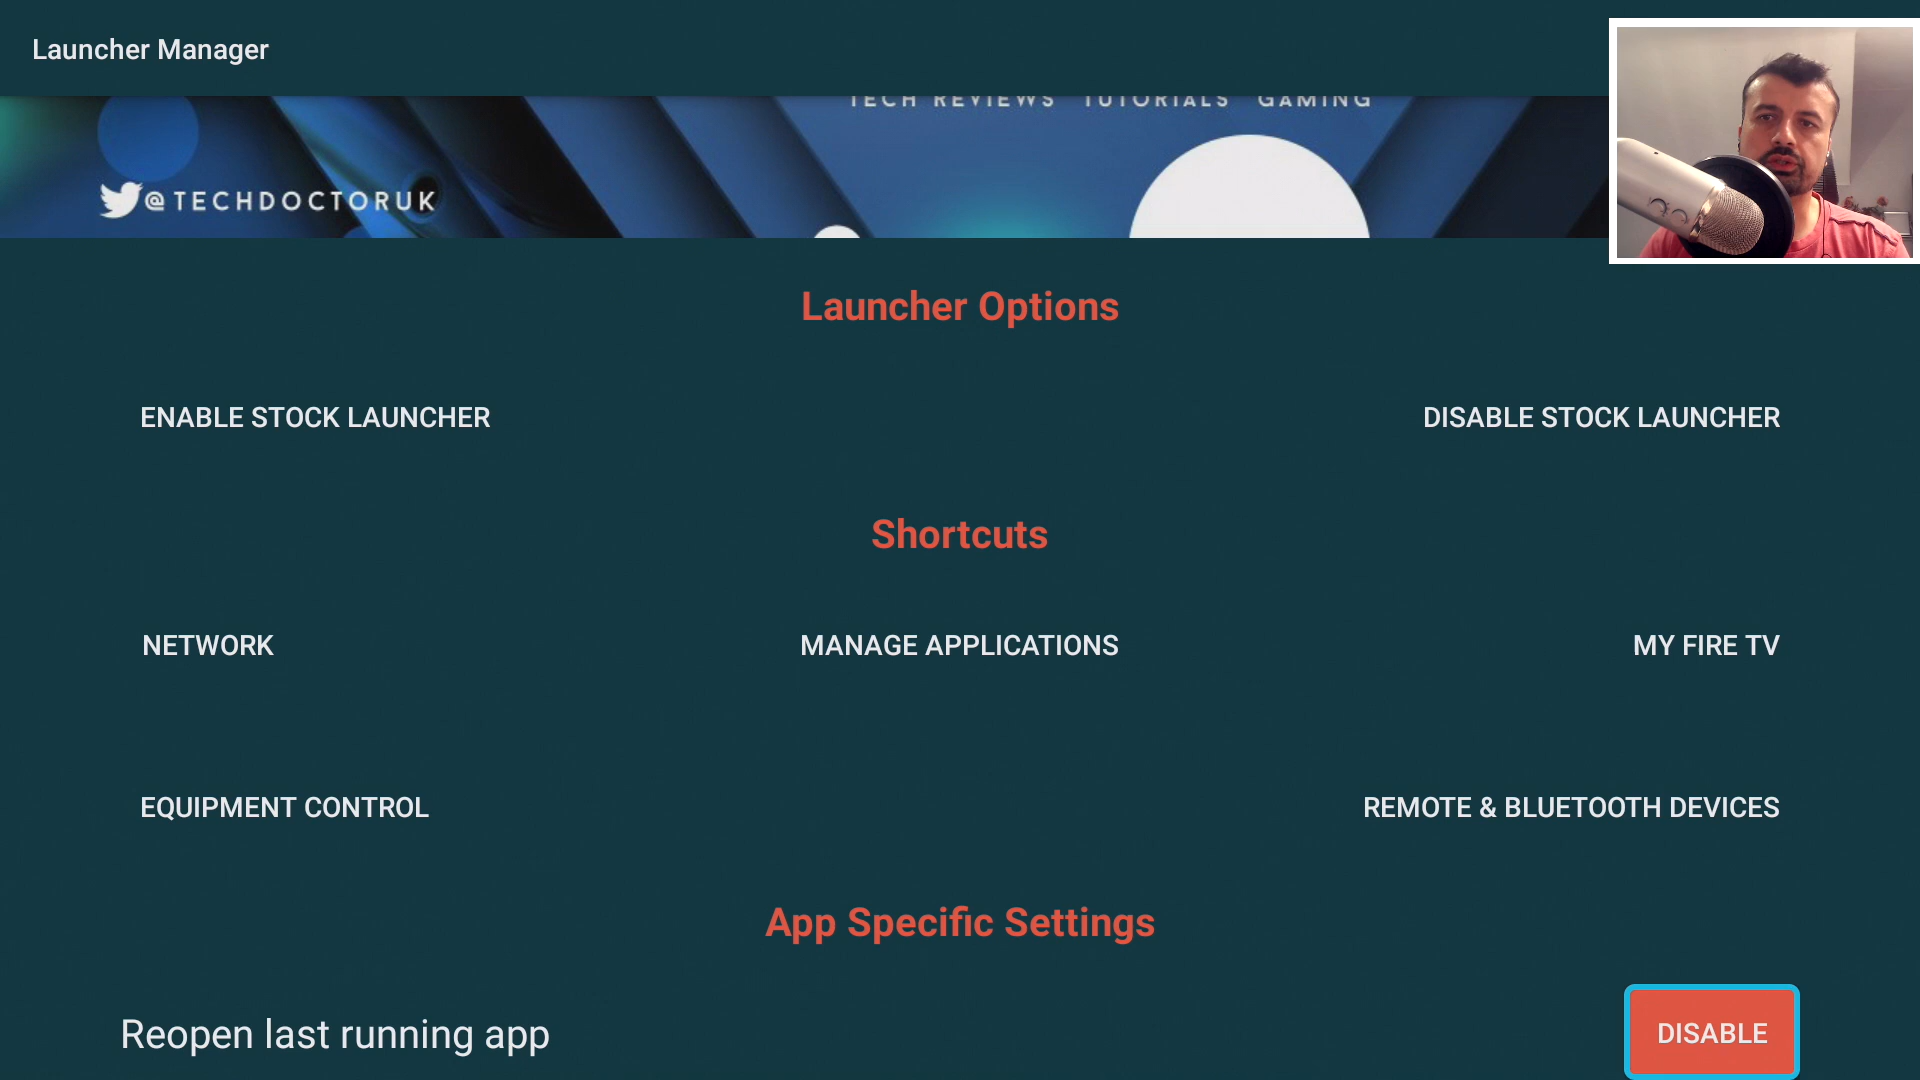 Launcher Manager
TECH REVIEWS TUTORIALS GAMING
@TECHDOCTORUK
Launcher Options
ENABLE STOCK LAUNCHER
DISABLE STOCK LAUNCHER
Shortcuts
NETWORK
MANAGE APPLICATIONS
MY FIRE TV
EQUIPMENT CONTROL
REMOTE & BLUETOOTH DEVICES
App Specific Settings
Reopen last running app
DISABLE